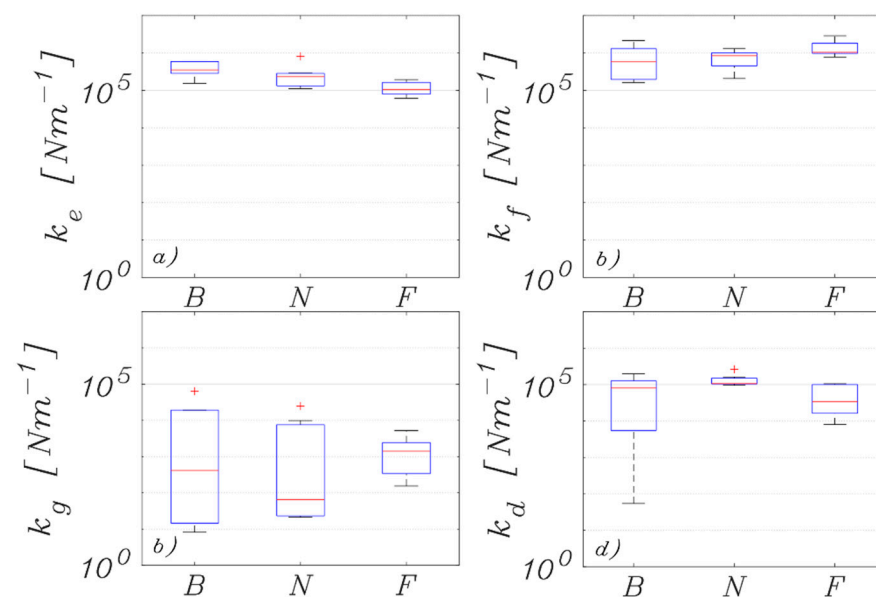 k_e [Nm^{-1}]
10^5
10^0
a)
B N F
k_f [Nm^{-1}]
10^5
10^0
b)
B N F
k_g [Nm^{-1}]
10^5
10^0
b)
B N F
k_d [Nm^{-1}]
10^5
10^0
d)
B N F